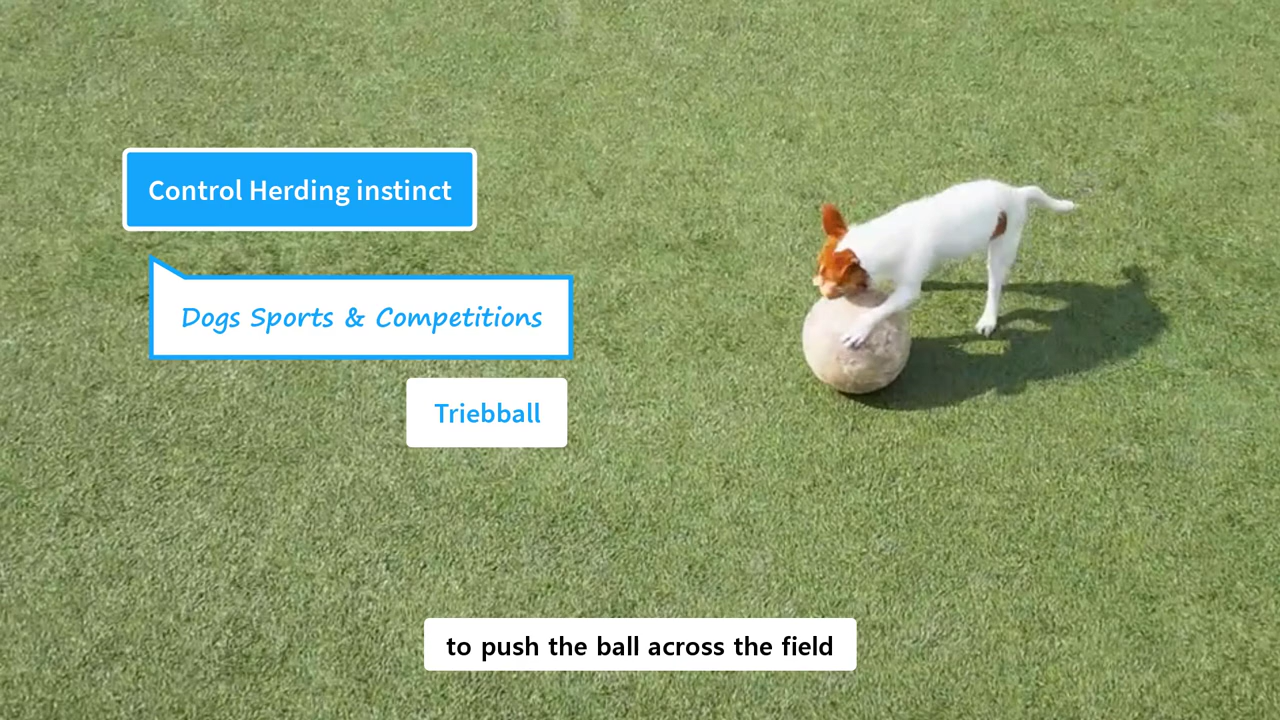 Control Herding instinct
Dogs Sports & Competitions
Triebball
to push the ball across the field